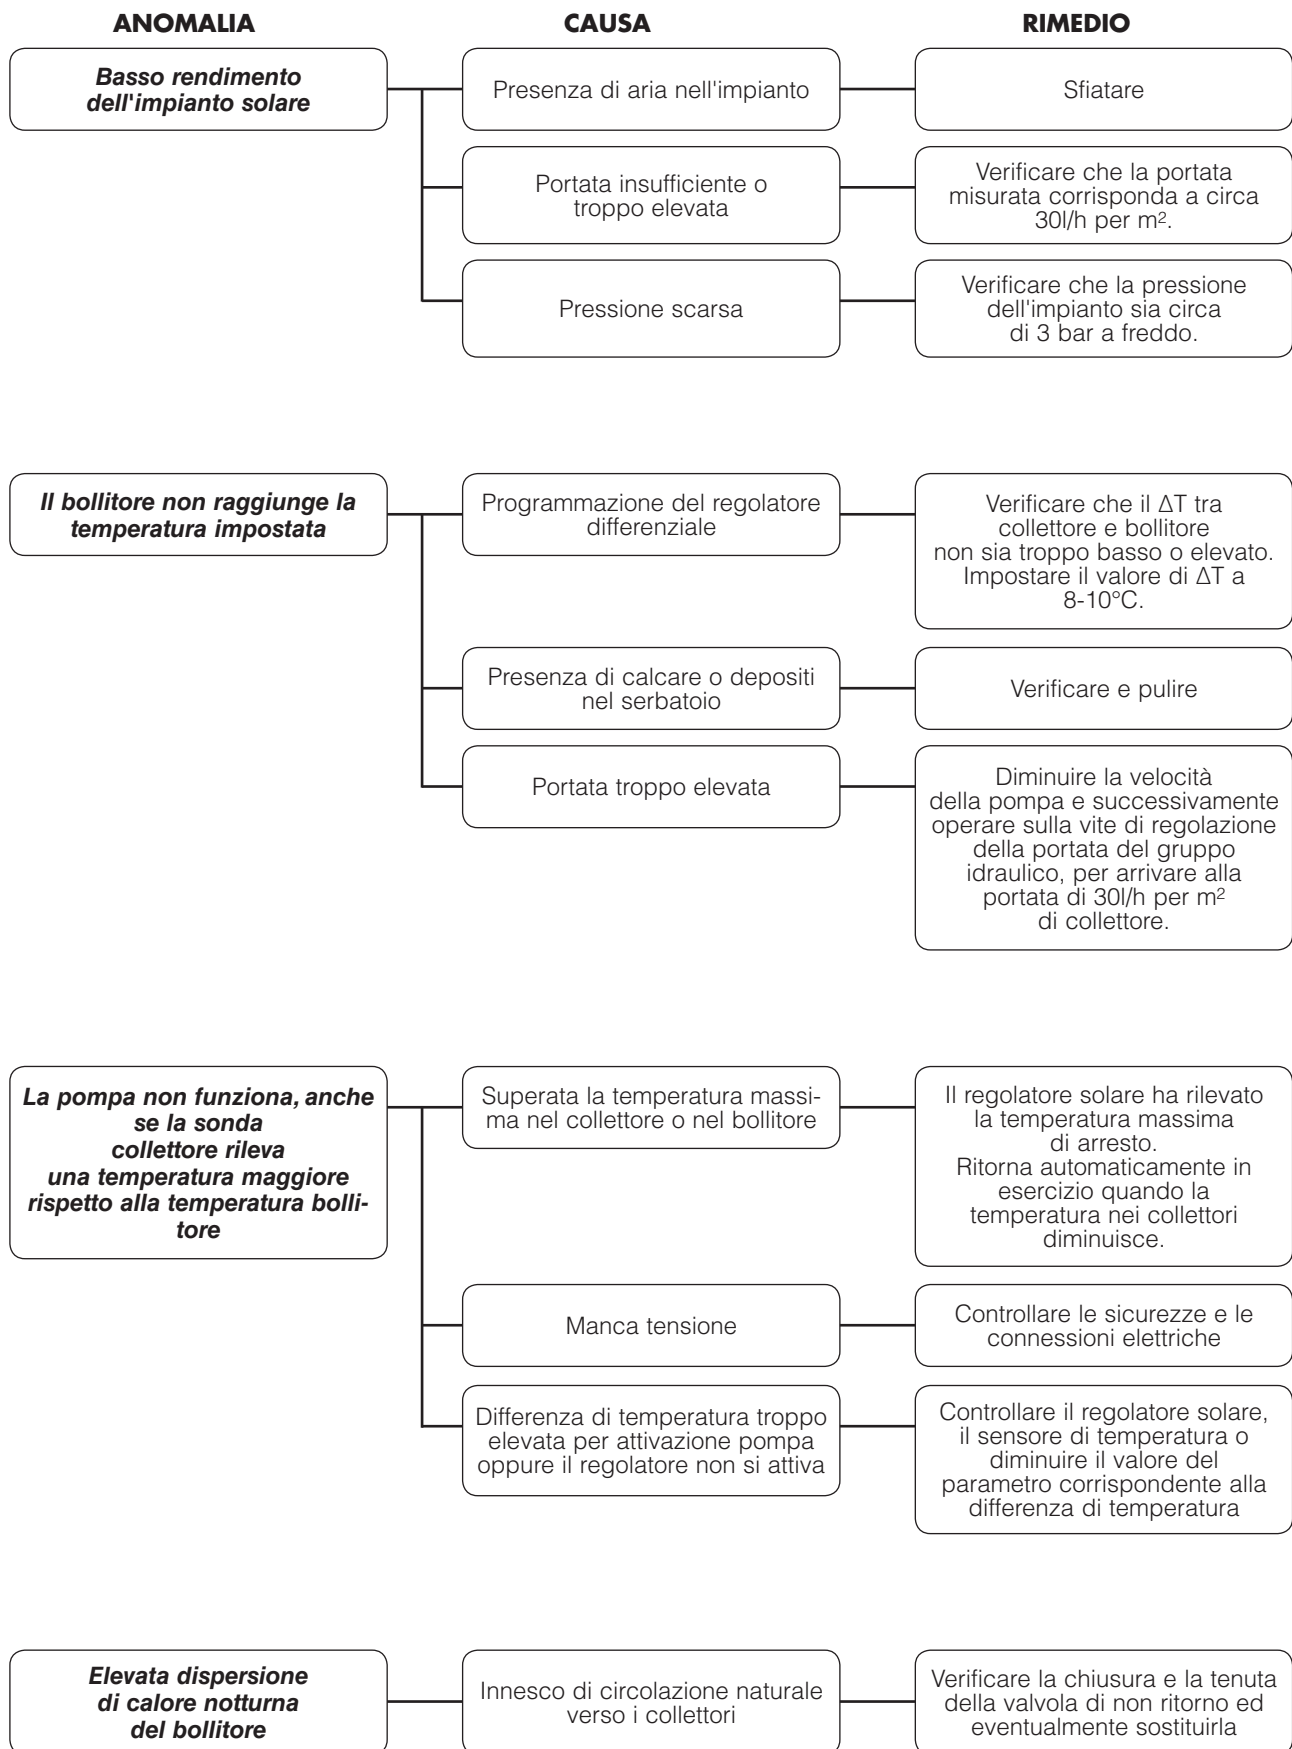 ANOMALIA
CAUSA
RIMEDIO
Basso rendimento
dell'impianto solare
Presenza di aria nell'impianto
Sfiatare
Portata insufficiente o
troppo elevata
Verificare che la portata
misurata corrisponda a circa
30l/h per m².
Pressione scarsa
Verificare che la pressione
dell'impianto sia circa
di 3 bar a freddo.
Il bollitore non raggiunge la
temperatura impostata
Programmazione del regolatore
differenziale
Verificare che il ΔT tra
collettore e bollitore
non sia troppo basso o elevato.
Impostare il valore di ΔT a
8-10°C.
Presenza di calcare o depositi
nel serbatoio
Verificare e pulire
Portata troppo elevata
Diminuire la velocità
della pompa e successivamente
operare sulla vite di regolazione
della portata del gruppo
idraulico, per arrivare alla
portata di 30l/h per m²
di collettore.
La pompa non funziona, anche
se la sonda
collettore rileva
una temperatura maggiore
rispetto alla temperatura bolli-
tore
Superata la temperatura massi-
ma nel collettore o nel bollitore
Il regolatore solare ha rilevato
la temperatura massima
di arresto.
Ritorna automaticamente in
esercizio quando la
temperatura nei collettori
diminuisce.
Manca tensione
Controllare le sicurezze e le
connessioni elettriche
Differenza di temperatura troppo
elevata per attivazione pompa
oppure il regolatore non si attiva
Controllare il regolatore solare,
il sensore di temperatura o
diminuire il valore del
parametro corrispondente alla
differenza di temperatura
Elevata dispersione
di calore notturna
del bollitore
Innesco di circolazione naturale
verso i collettori
Verificare la chiusura e la tenuta
della valvola di non ritorno ed
eventualmente sostituirla